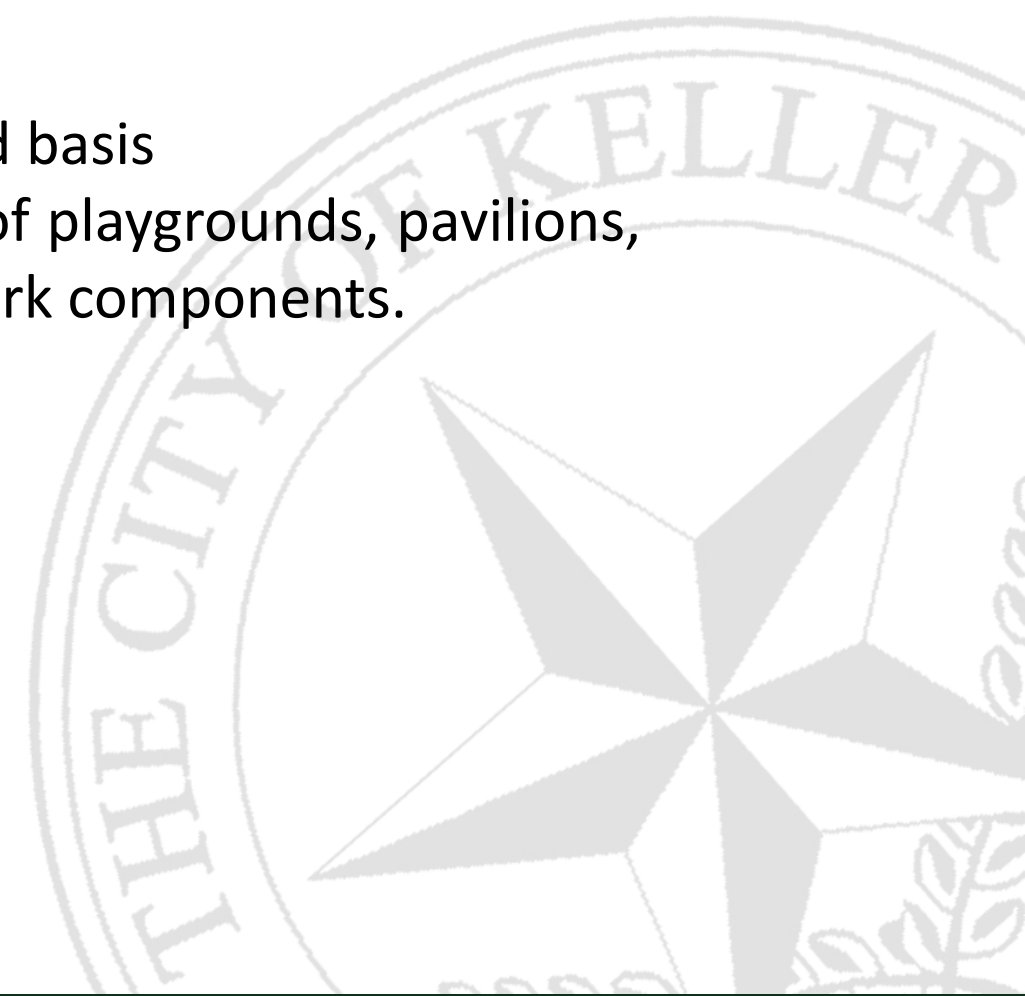 d basis
of playgrounds, pavilions,
rk components.
THE CITY OF KELLER